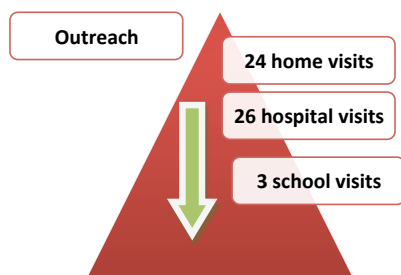 Outreach
24 home visits
26 hospital visits
3 school visits